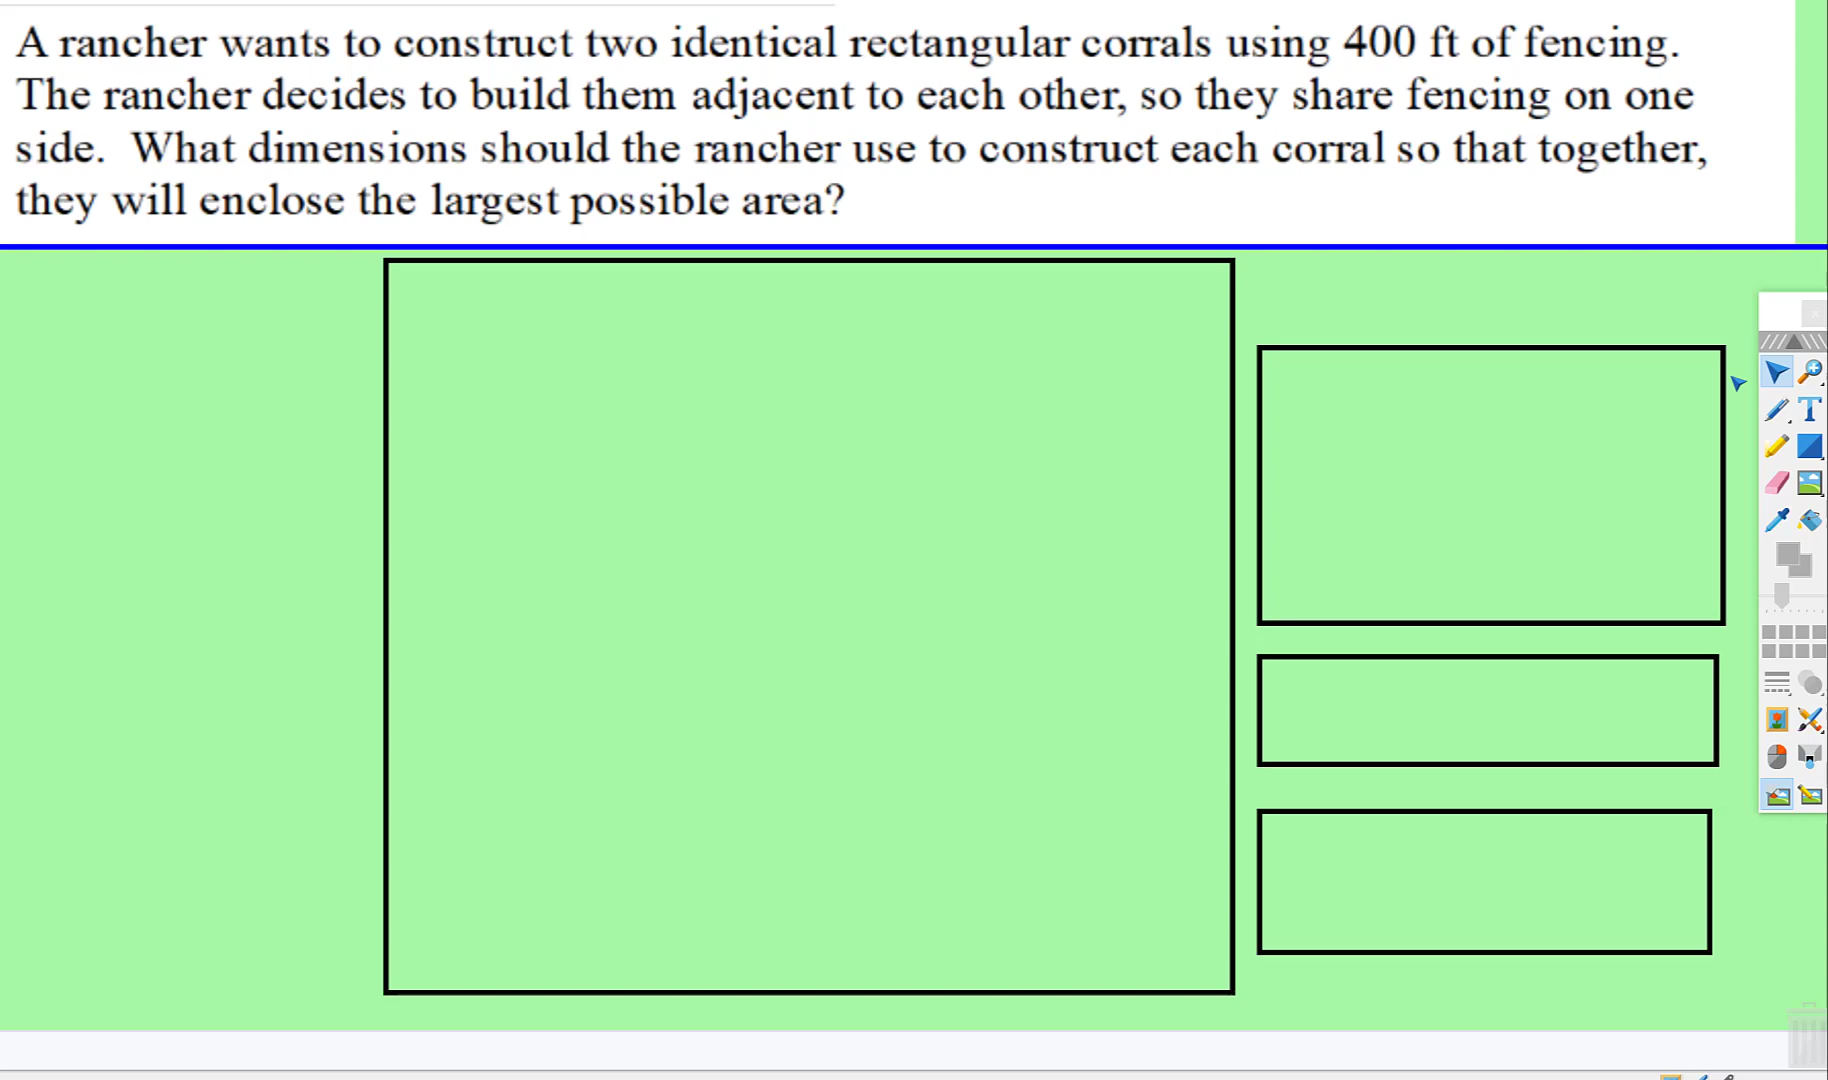 A rancher wants to construct two identical rectangular corrals using 400 ft of fencing.
The rancher decides to build them adjacent to each other, so they share fencing on one
side.  What dimensions should the rancher use to construct each corral so that together,
they will enclose the largest possible area?